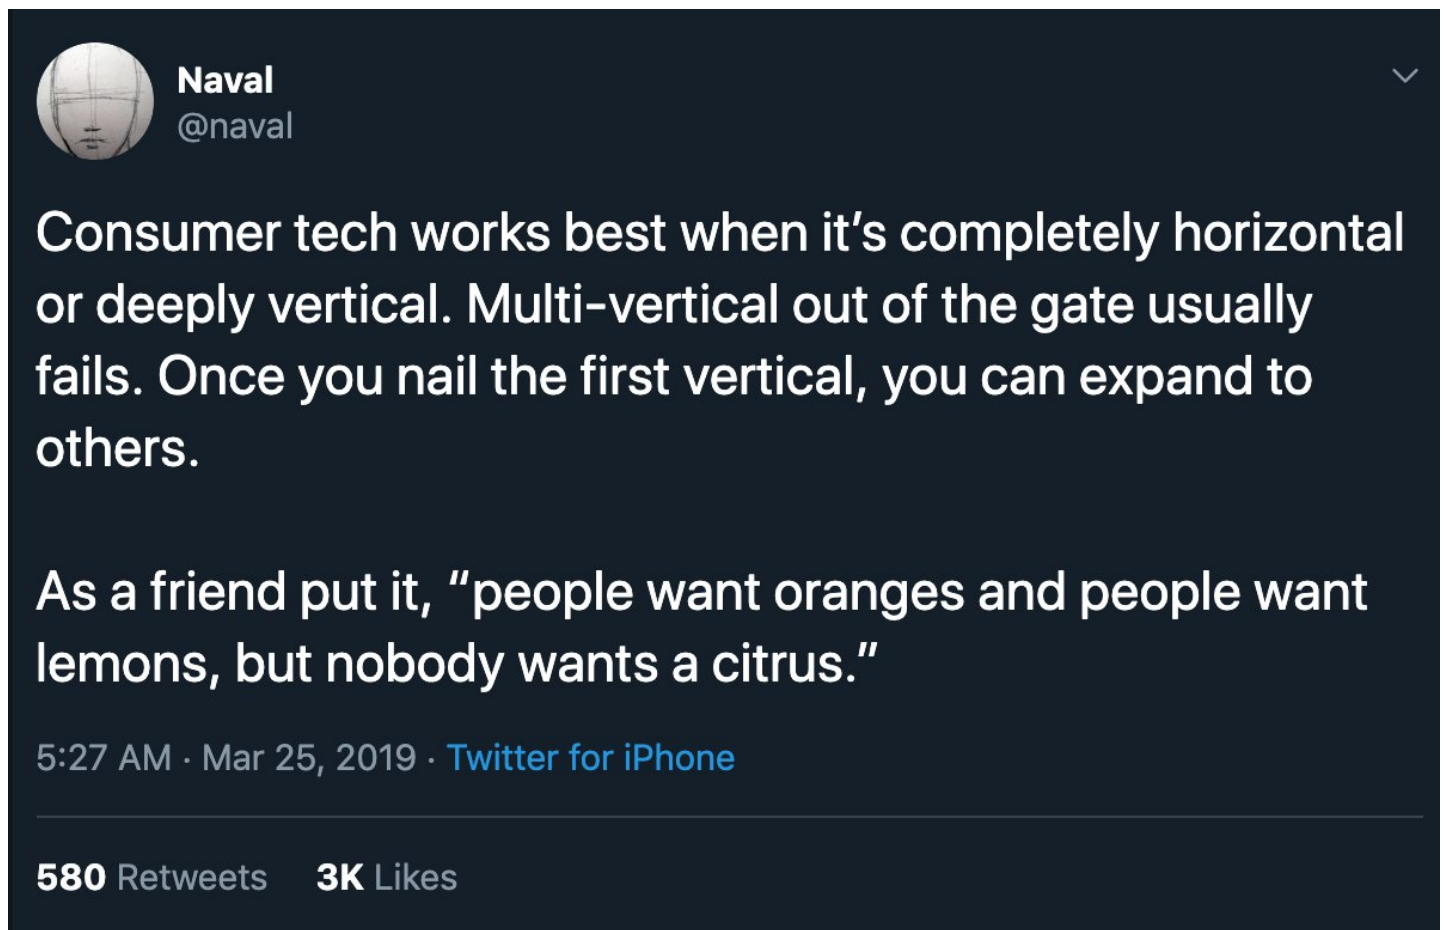 Naval
@naval
Consumer tech works best when it’s completely horizontal
or deeply vertical. Multi-vertical out of the gate usually
fails. Once you nail the first vertical, you can expand to
others.
As a friend put it, “people want oranges and people want
lemons, but nobody wants a citrus.”
5:27 AM · Mar 25, 2019 · Twitter for iPhone
580 Retweets 3K Likes